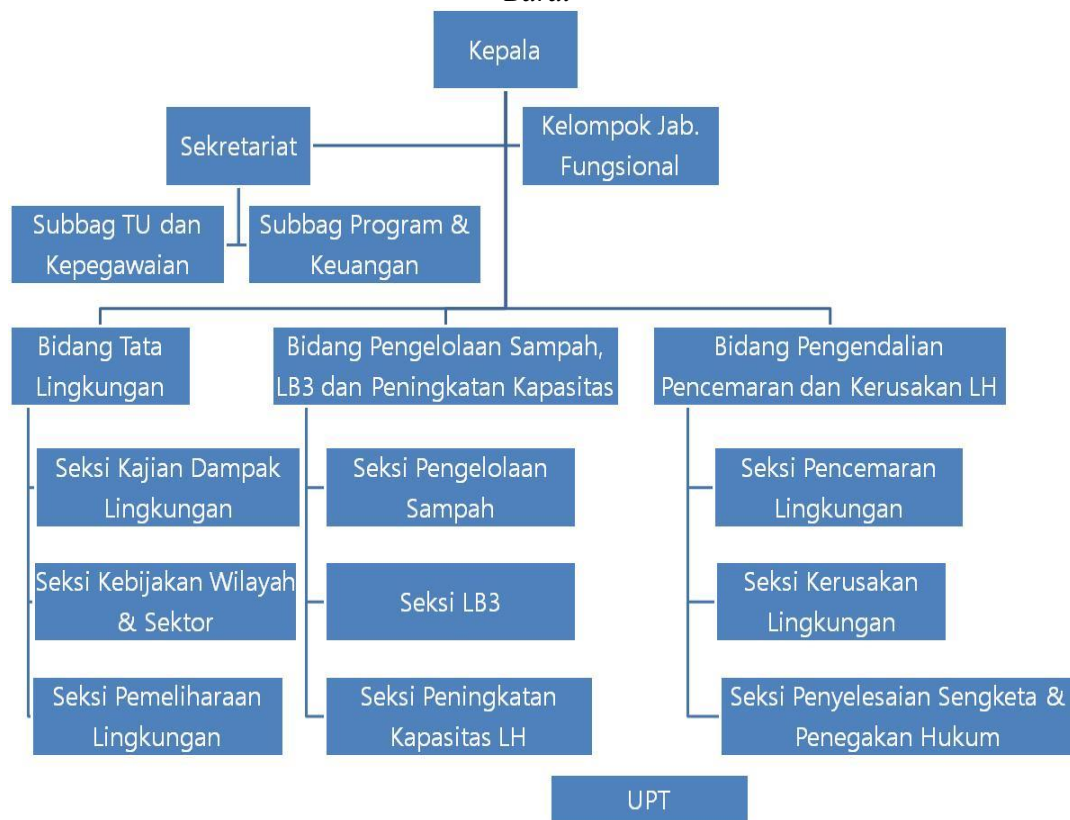 Barat
Kepala
Sekretariat
Kelompok Jab.
Fungsional
Subbag TU dan
Kepegawaian
Subbag Program &
Keuangan
Bidang Tata
Lingkungan
Bidang Pengelolaan Sampah,
LB3 dan Peningkatan Kapasitas
Bidang Pengendalian
Pencemaran dan Kerusakan LH
Seksi Kajian Dampak
Lingkungan
Seksi Kebijakan Wilayah
& Sektor
Seksi Pemeliharaan
Lingkungan
Seksi Pengelolaan
Sampah
Seksi LB3
Seksi Peningkatan
Kapasitas LH
Seksi Pencemaran
Lingkungan
Seksi Kerusakan
Lingkungan
Seksi Penyelesaian Sengketa &
Penegakan Hukum
UPT